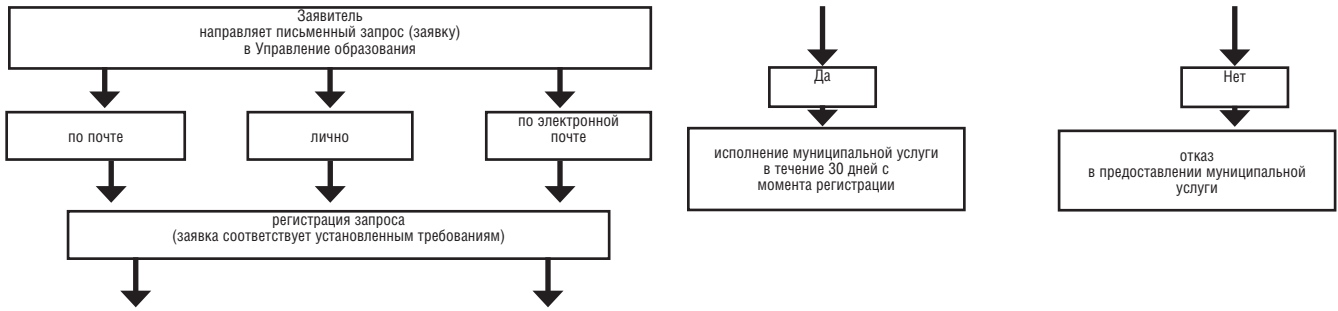 Заявитель
направляет письменный запрос (заявку)
в Управление образования
по почте
лично
по электронной
почте
регистрация запроса
(заявка соответствует установленным требованиям)
Да
исполнение муниципальной услуги
в течение 30 дней с
момента регистрации
Нет
отказ
в предоставлении муниципальной
услуги